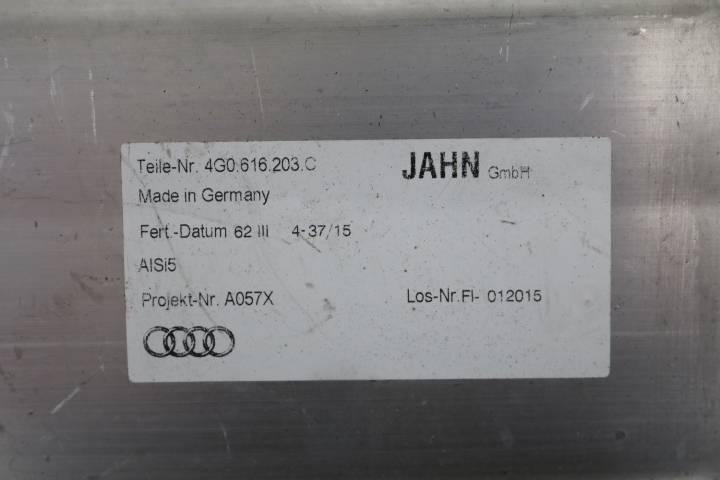 Teile-Nr. 4G0.616.203.C
JAHN GmbH
Made in Germany
Fert.-Datum 62 III 4-37/15
AlSi5
Projekt-Nr. A057X
Los-Nr.FI- 012015